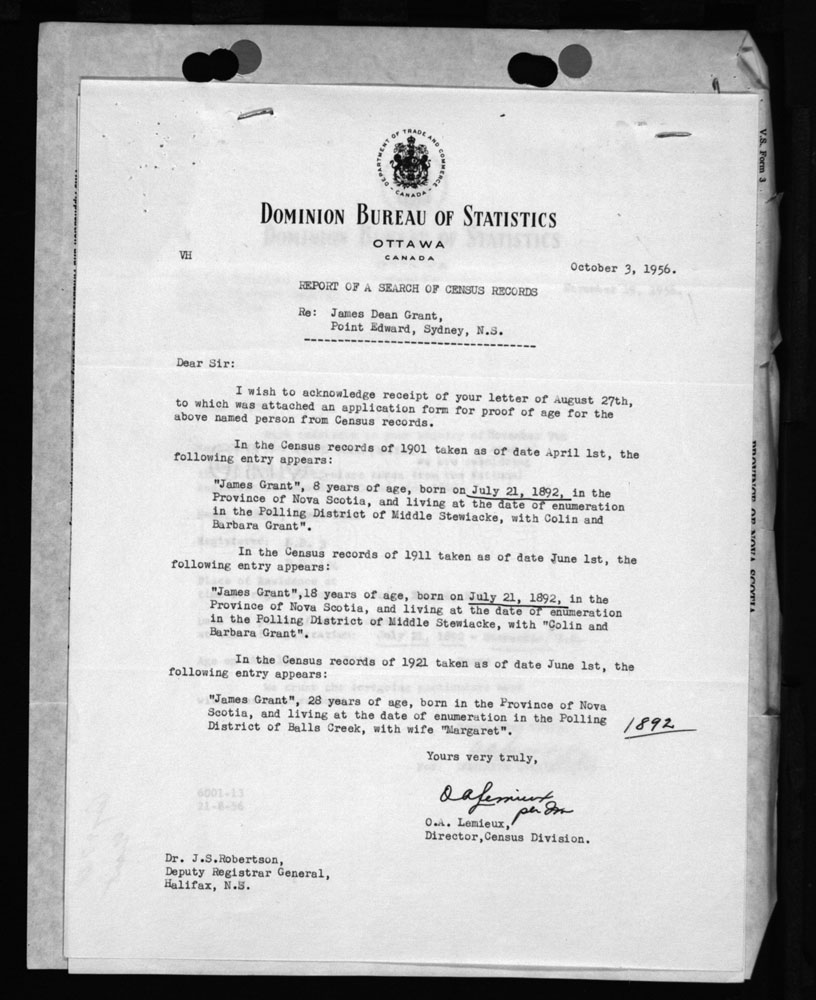 DEPARTMENT OF TRADE AND COMMERCE
CANADA
V.S. Form 3
DOMINION BUREAU OF STATISTICS
OTTAWA
CANADA
VH
October 3, 1956.
REPORT OF A SEARCH OF CENSUS RECORDS
Re: James Dean Grant,
Point Edward, Sydney, N.S.
Dear Sir:
I wish to acknowledge receipt of your letter of August 27th,
to which was attached an application form for proof of age for the
above named person from Census records.
In the Census records of 1901 taken as of date April 1st, the
following entry appears:
"James Grant", 8 years of age, born on July 21, 1892, in the
Province of Nova Scotia, and living at the date of enumeration
in the Polling District of Middle Stewiacke, with Colin and
Barbara Grant".
In the Census records of 1911 taken as of date June 1st, the
following entry appears:
"James Grant",18 years of age, born on July 21, 1892, in the
Province of Nova Scotia, and living at the date of enumeration
in the Polling District of Middle Stewiacke, with "Colin and
Barbara Grant".
In the Census records of 1921 taken as of date June 1st, the
following entry appears:
"James Grant", 28 years of age, born in the Province of Nova
Scotia, and living at the date of enumeration in the Polling
District of Balls Creek, with wife "Margaret".
1892
Yours very truly,
6001-13
21-8-56
O A Lemieux
per
O.A. Lemieux,
Director,Census Division.
Dr. J.S.Robertson,
Deputy Registrar General,
Halifax, N.S.
PROVINCE OF NOVA SCOTIA